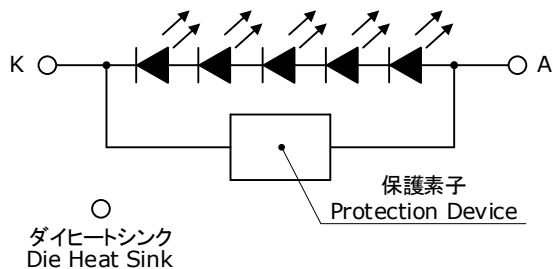 K
A
保護素子
Protection Device
ダイヒートシンク
Die Heat Sink